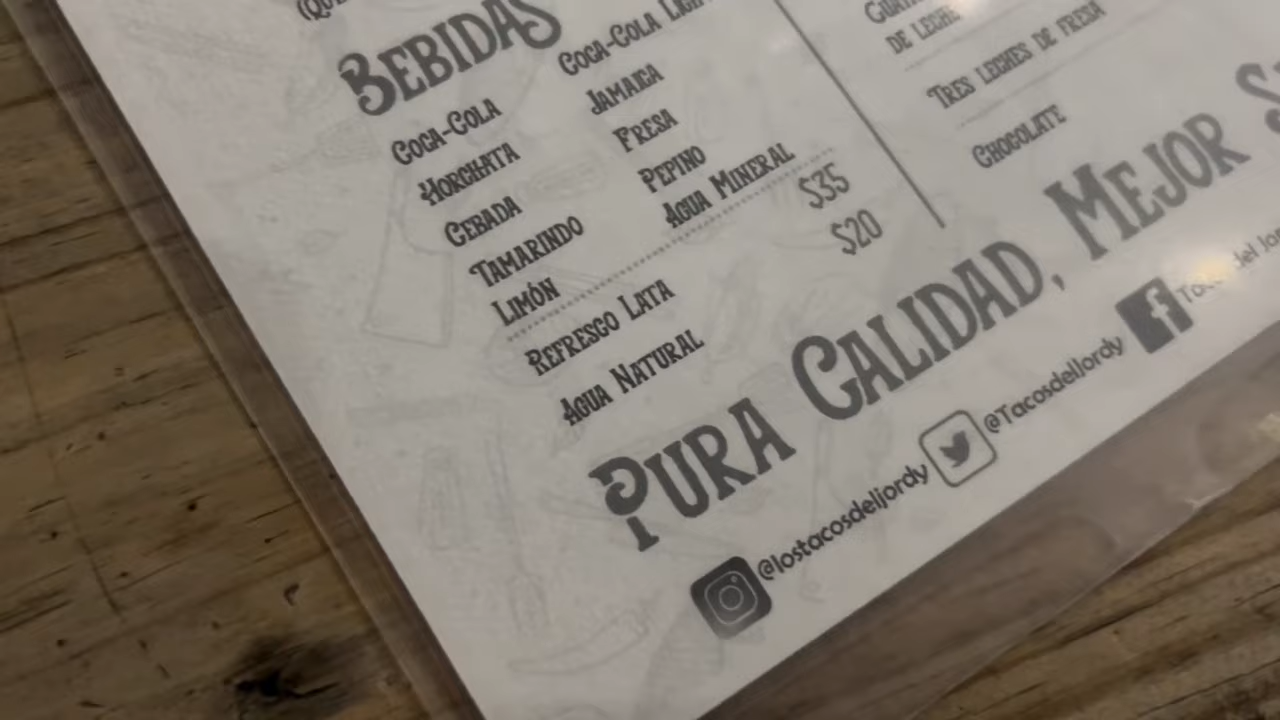 BEBIDAS
COCA-COLA
HORCHATA
CEBADA
TAMARINDO
LIMÓN
COCA-COLA
JAMAICA
FRESA
PEPINO
AGUA MINERAL
REFRESCO LATA $35
AGUA NATURAL $20
DE LECHE
TRES LECHES DE FRESA
CHOCOLATE
PURA CALIDAD, MEJOR
@lostacosdeljordy @Tacosdeljordy